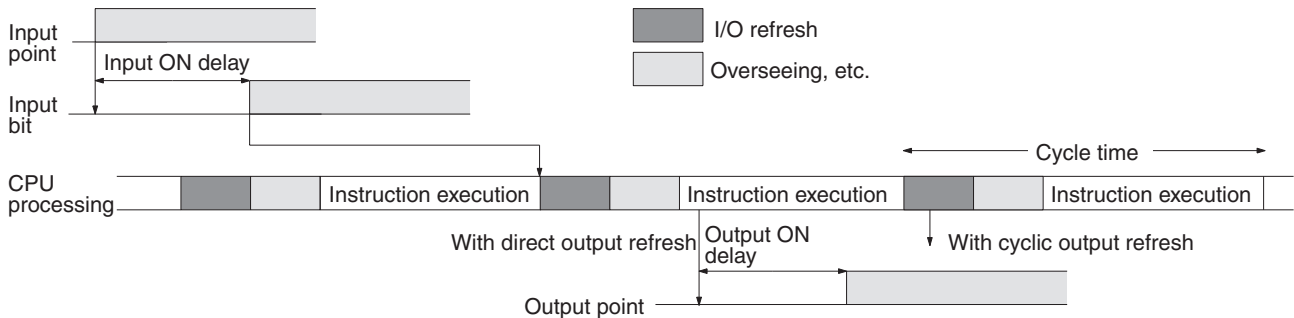 Input
point
Input ON delay
I/O refresh
Overseeing, etc.
Input
bit
Cycle time
CPU
processing
Instruction execution
Instruction execution
Instruction execution
With direct output refresh
Output ON
delay
With cyclic output refresh
Output point